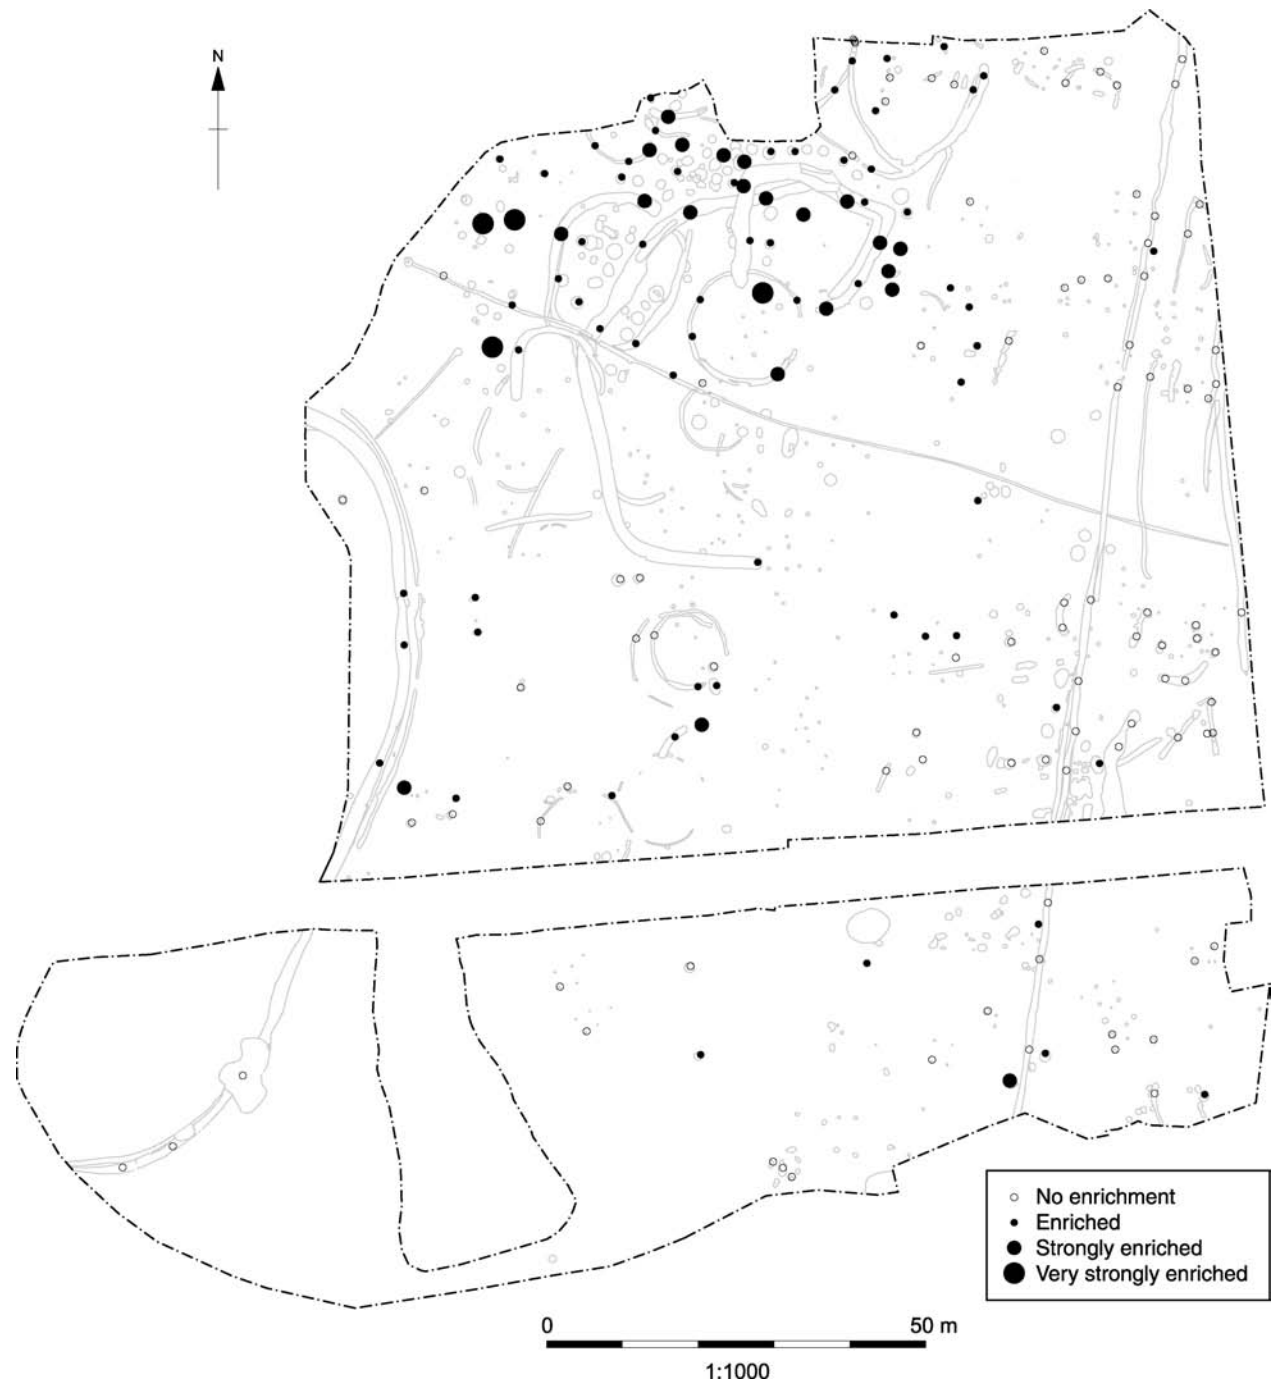 N
No enrichment
Enriched
Strongly enriched
Very strongly enriched
0 50 m
1:1000